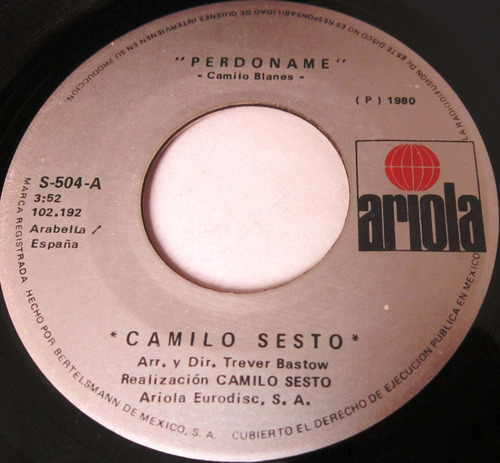 "PERDONAME"
- Camilo Blanes -
( P ) 1980
S-504-A
3:52
102.192
Arabella /
España
ariola
*CAMILO SESTO*
Arr. y Dir. Trever Bastow
Realización CAMILO SESTO
Ariola Eurodisc, S. A.
MARCA REGISTRADA HECHO POR BERTELSMANN DE MEXICO, S. A. CUBIERTO EL DERECHO DE EJECUCION PUBLICA EN MEXICO
LA RADIODIFUSION DE ESTE DISCO NO ES RESPONSABILIDAD DE QUIENES INTERVIENEN EN SU PRODUCCION.